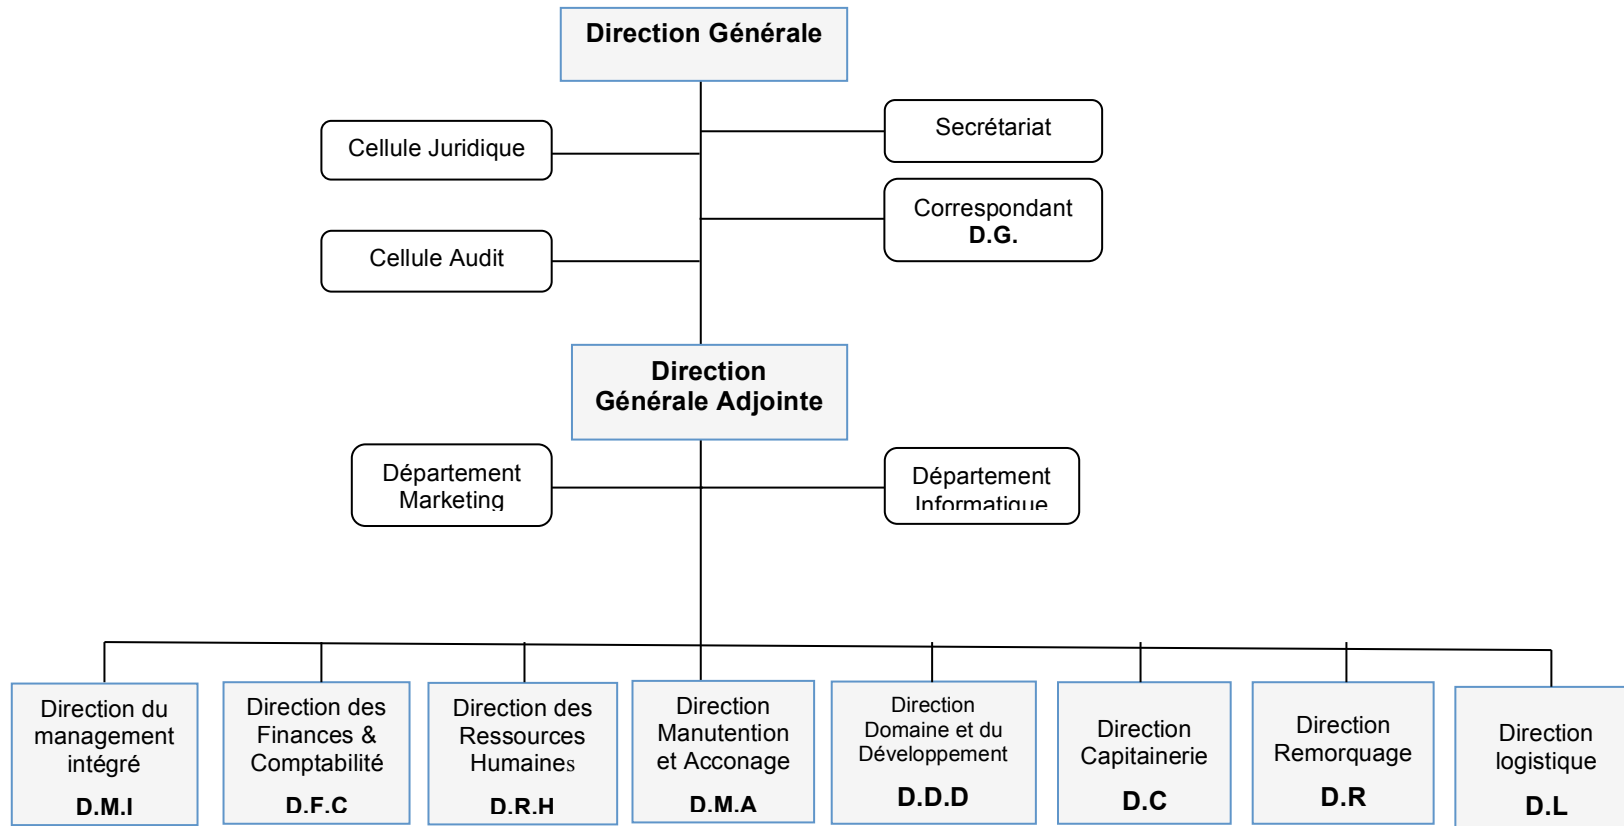 Direction Générale
Secrétariat
Cellule Juridique
Correspondant
D.G.
Cellule Audit
Direction
Générale Adjointe
Département
Marketing
Département
Informatique
Direction du
management
intégré
D.M.I
Direction des
Finances &
Comptabilité
D.F.C
Direction des
Ressources
Humaines
D.R.H
Direction
Manutention
et Acconage
D.M.A
Direction
Domaine et du
Développement
D.D.D
Direction
Capitainerie
D.C
Direction
Remorquage
D.R
Direction
logistique
D.L